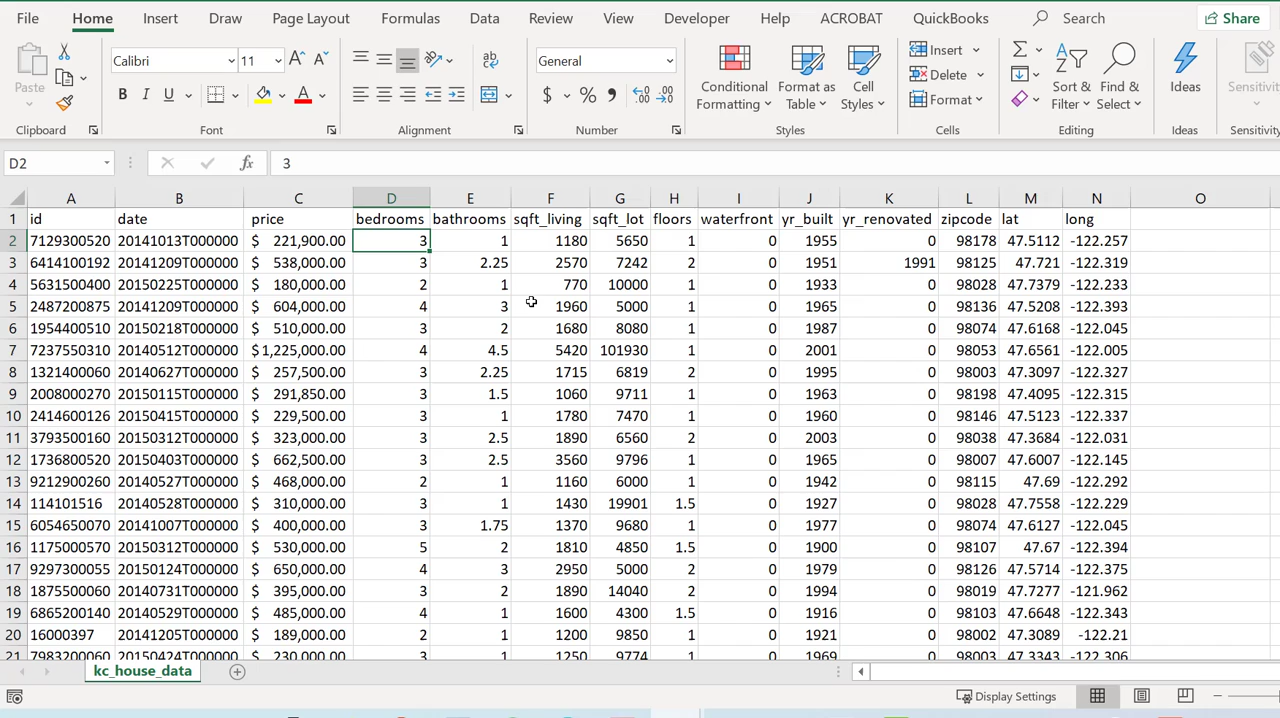 File Home Insert Draw Page Layout Formulas Data Review View Developer Help ACROBAT QuickBooks Search Share
Paste Calibri 11 A A ab General Conditional Formatting Format as Table Cell Styles Insert Delete Format Sort & Filter Find & Select Ideas Sensitivity
B I U A $ % 
Clipboard Font Alignment Number Styles Cells Editing Ideas Sensitivity
D2 fx 3
A B C D E F G H I J K L M N O
1 id date price bedrooms bathrooms sqft_living sqft_lot floors waterfront yr_built yr_renovated zipcode lat long
2 7129300520 20141013T000000 $ 221,900.00 3 1 1180 5650 1 0 1955 0 98178 47.5112 -122.257
3 6414100192 20141209T000000 $ 538,000.00 3 2.25 2570 7242 2 0 1951 1991 98125 47.721 -122.319
4 5631500400 20150225T000000 $ 180,000.00 2 1 770 10000 1 0 1933 0 98028 47.7379 -122.233
5 2487200875 20141209T000000 $ 604,000.00 4 3 1960 5000 1 0 1965 0 98136 47.5208 -122.393
6 1954400510 20150218T000000 $ 510,000.00 3 2 1680 8080 1 0 1987 0 98074 47.6168 -122.045
7 7237550310 20140512T000000 $ 1,225,000.00 4 4.5 5420 101930 1 0 2001 0 98053 47.6561 -122.005
8 1321400060 20140627T000000 $ 257,500.00 3 2.25 1715 6819 2 0 1995 0 98003 47.3097 -122.327
9 2008000270 20150115T000000 $ 291,850.00 3 1.5 1060 9711 1 0 1963 0 98198 47.4095 -122.315
10 2414600126 20150415T000000 $ 229,500.00 3 1 1780 7470 1 0 1960 0 98146 47.5123 -122.337
11 3793500160 20150312T000000 $ 323,000.00 3 2.5 1890 6560 2 0 2003 0 98038 47.3684 -122.031
12 1736800520 20150403T000000 $ 662,500.00 3 2.5 3560 9796 1 0 1965 0 98007 47.6007 -122.145
13 9212900260 20140527T000000 $ 468,000.00 2 1 1160 6000 1 0 1942 0 98115 47.69 -122.292
14 114101516 20140528T000000 $ 310,000.00 3 1 1430 19901 1.5 0 1927 0 98028 47.7558 -122.229
15 6054650070 20141007T000000 $ 400,000.00 3 1.75 1370 9680 1 0 1977 0 98074 47.6127 -122.045
16 1175000570 20150312T000000 $ 530,000.00 5 2 1810 4850 1.5 0 1900 0 98107 47.67 -122.394
17 9297300055 20150124T000000 $ 650,000.00 4 3 2950 5000 2 0 1979 0 98126 47.5714 -122.375
18 1875500060 20140731T000000 $ 395,000.00 3 2 1890 14040 2 0 1994 0 98019 47.7277 -121.962
19 6865200140 20140529T000000 $ 485,000.00 4 1 1600 4300 1.5 0 1916 0 98103 47.6648 -122.343
20 16000397 20141205T000000 $ 189,000.00 2 1 1200 9850 1 0 1921 0 98002 47.3089 -122.21
21 7983200060 20150424T000000 $ 230,000.00 3 1 1250 9774 1 0 1969 0 98003 47.3343 -122.306
kc_house_data
Display Settings